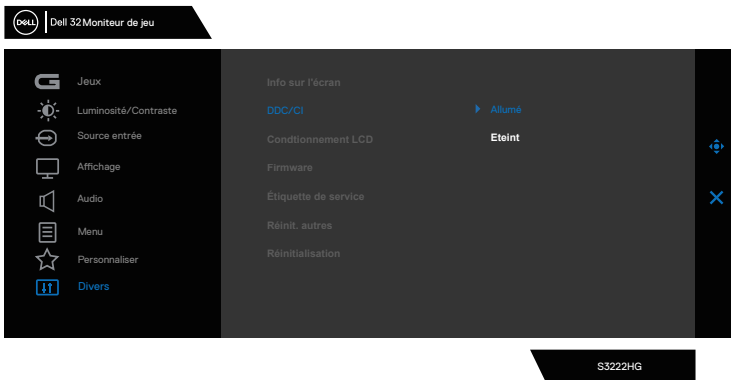 DELL Dell 32 Moniteur de jeu
Jeux
Luminosité/Contraste
Source entrée
Affichage
Audio
Menu
Personnaliser
Divers
Info sur l'écran
DDC/CI
Condtionnement LCD
Firmware
Étiquette de service
Réinit. autres
Réinitialisation
Allumé
Eteint
S3222HG